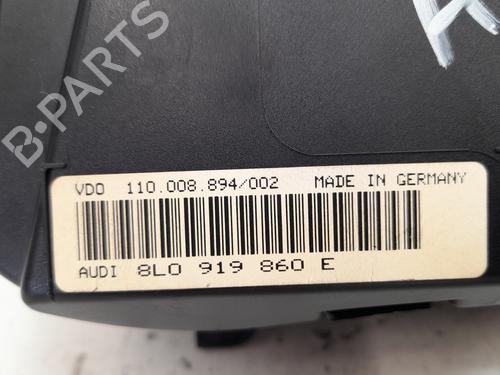 B-PARTS
VDO 110.008.894/002 MADE IN GERMANY
AUDI 8L0 919 860 E